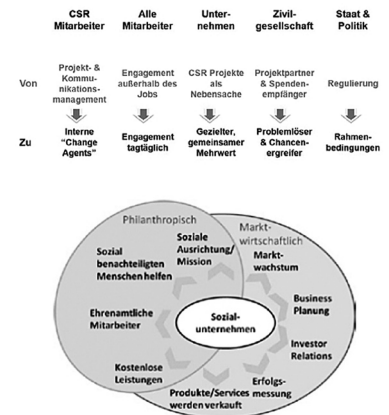 CSR
Mitarbeiter
Alle
Mitarbeiter
Unter-
nehmen
Zivil-
gesellschaft
Staat &
Politik
Von
Projekt- &
Kommu-
nikations-
management
Engagement
außerhalb des
Jobs
CSR Projekte
als
Nebensache
Projektpartner
& Spenden-
empfänger
Regulierung
Zu
Interne
"Change
Agents"
Engagement
tagtäglich
Gezielter,
gemeinsamer
Mehrwert
Problemlöser
& Chancen-
ergreifer
Rahmen-
bedingungen
Philanthropisch
Markt-
wirtschaftlich
Soziale
Ausrichtung/
Mission
Sozial
benachteiligten
Menschen helfen
Markt-
wachstum
Ehrenamtliche
Mitarbeiter
Sozial-
unternehmen
Business
Planung
Investor
Relations
Kostenlose
Leistungen
Erfolgs-
messung
Produkte/Services
werden verkauft